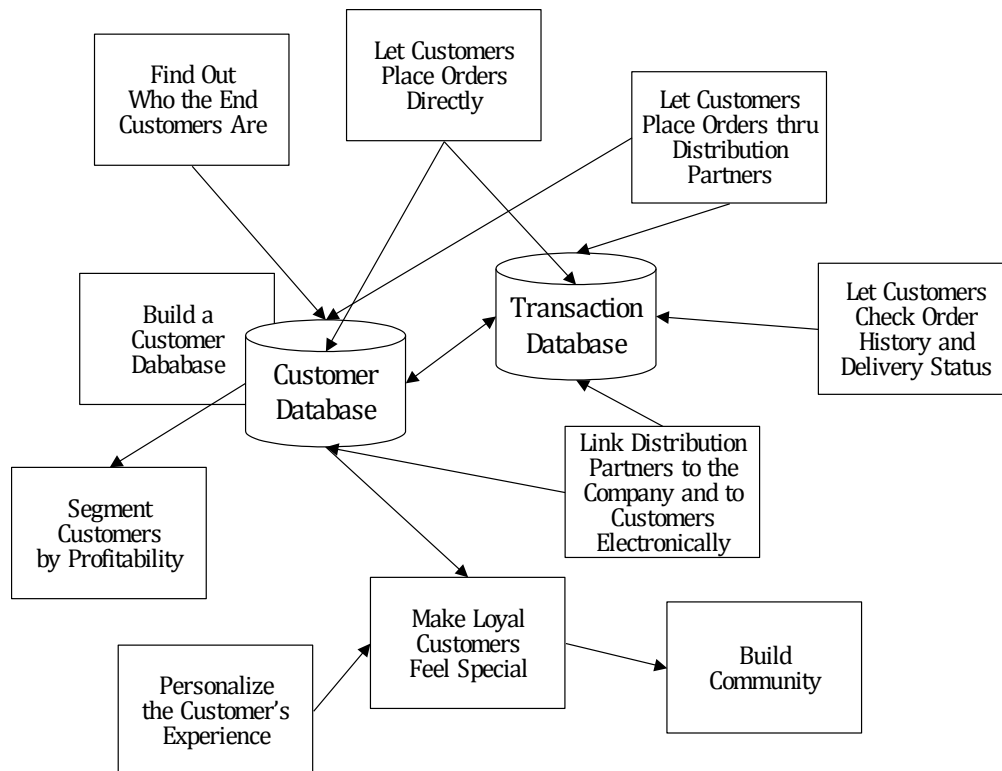 Find Out
Who the End
Customers Are
Let Customers
Place Orders
Directly
Let Customers
Place Orders thru
Distribution
Partners
Build a
Customer
Dababase
Customer
Database
Transaction
Database
Let Customers
Check Order
History and
Delivery Status
Segment
Customers
by Profitability
Link Distribution
Partners to the
Company and to
Customers
Electronically
Make Loyal
Customers
Feel Special
Build
Community
Personalize
the Customer’s
Experience